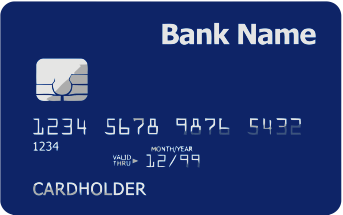 Bank Name
1234 5678 9876 5432
1234
MONTH/YEAR
VALID THRU ▸ 12/99
CARDHOLDER